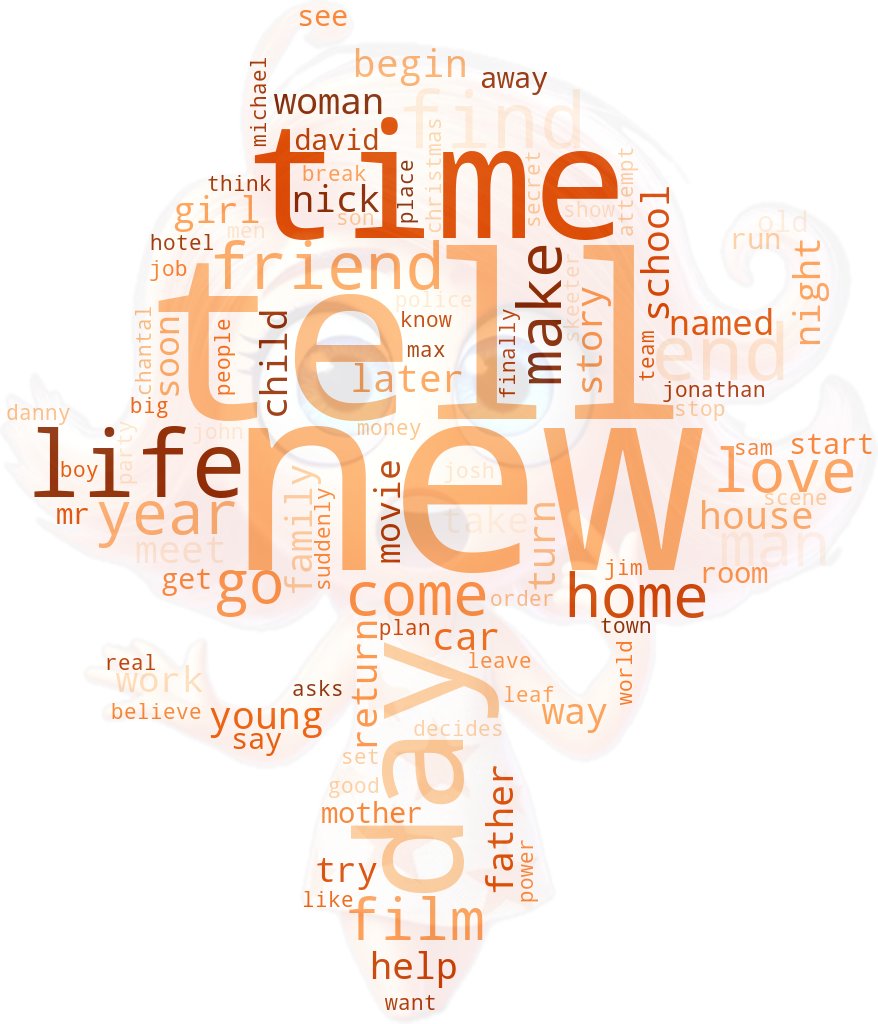 see
begin
away
michael
woman
find
david
time
christmas
break
think
nick
place
secret
attempt
son
show
girl
men
school
old
hotel
run
job
friend
tell
make
skeeter
night
story
police
chantal
soon
people
child
know
finally
named
team
end
max
later
jonathan
big
danny
stop
party
john
money
new
life
boy
movie
josh
sam
start
love
scene
mr
year
family
suddenly
take
turn
house
man
meet
get
go
jim
room
come
order
home
return
plan
car
town
real
work
leave
world
asks
leaf
believe
young
way
say
day
decides
set
good
mother
father
try
power
like
film
help
want